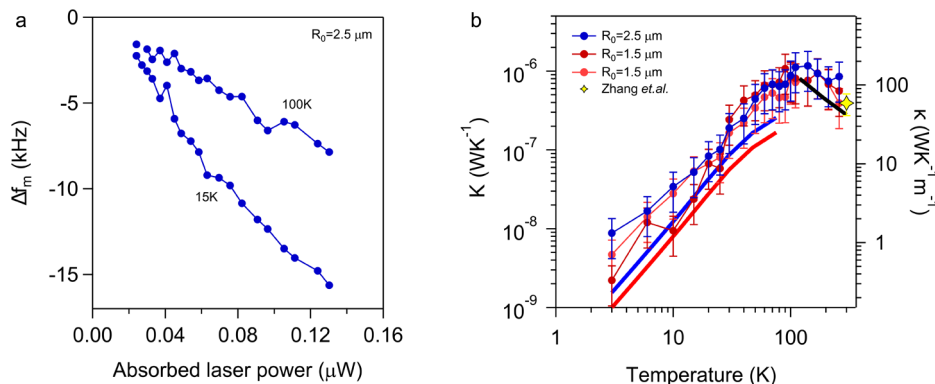 a
R₀=2.5 μm
0
-5
-10
-15
Δfₘ (kHz)
100K
15K
0.00
0.04
0.08
0.12
0.16
Absorbed laser power (μW)
b
R₀=2.5 μm
R₀=1.5 μm
R₀=1.5 μm
Zhang et.al.
10⁻⁶
10⁻⁷
10⁻⁸
10⁻⁹
K (WK⁻¹)
100
10
1
κ (WK⁻¹m⁻¹)
1
10
100
Temperature (K)